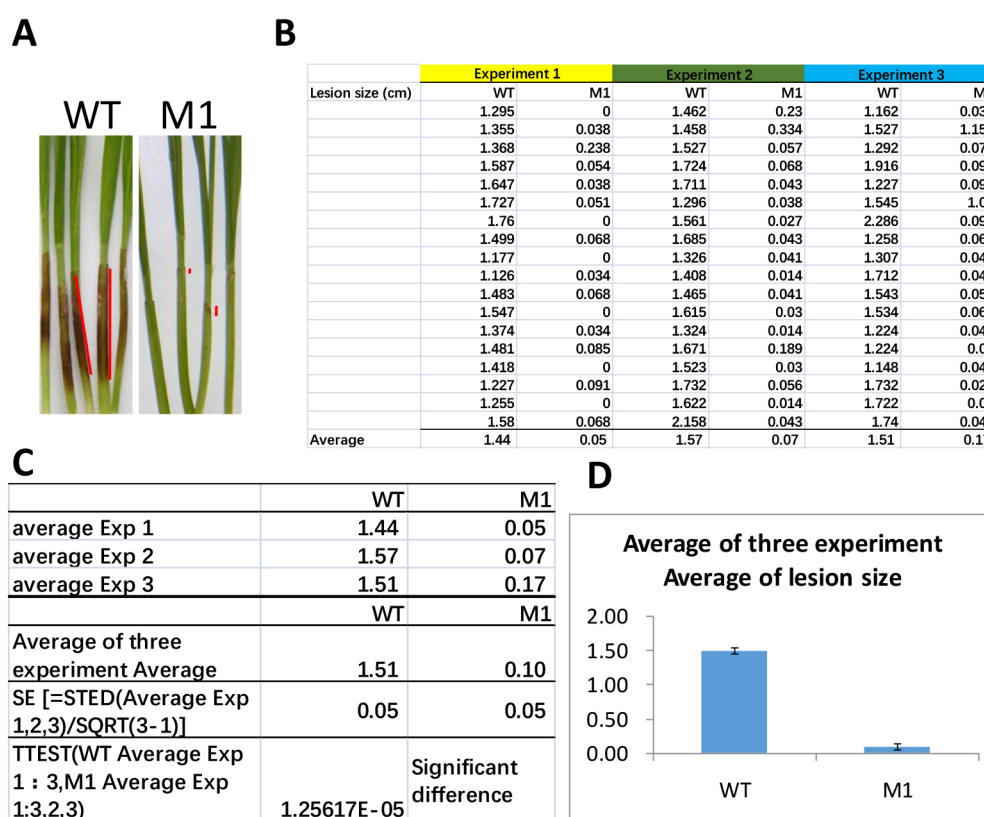 A
B
WT M1
Experiment 1 Experiment 2 Experiment 3
Lesion size (cm) WT M1 WT M1 WT
1.295 0 1.462 0.23 1.162
1.355 0.038 1.458 0.334 1.527
1.368 0.238 1.527 0.057 1.292
1.587 0.054 1.724 0.068 1.916
1.647 0.038 1.711 0.043 1.227
1.727 0.051 1.296 0.038 1.545
1.76 0 1.561 0.027 2.286
1.499 0.068 1.685 0.043 1.258
1.177 0 1.326 0.041 1.307
1.126 0.034 1.408 0.014 1.712
1.483 0.068 1.465 0.041 1.543
1.547 0 1.615 0.03 1.534
1.374 0.034 1.324 0.014 1.224
1.481 0.085 1.671 0.189 1.224
1.418 0 1.523 0.03 1.148
1.227 0.091 1.732 0.056 1.732
1.255 0 1.622 0.014 1.722
1.58 0.068 2.158 0.043 1.74
Average 1.44 0.05 1.57 0.07 1.51
C
WT M1
average Exp 1 1.44 0.05
average Exp 2 1.57 0.07
average Exp 3 1.51 0.17
WT M1
Average of three
experiment Average 1.51 0.10
SE [=STED(Average Exp
1,2,3)/SQRT(3-1)] 0.05 0.05
TTEST(WT Average Exp
1：3,M1 Average Exp
1:3,2,3) 1.25617E-05 Significant
difference
D
Average of three experiment
Average of lesion size
2.00
1.50
1.00
0.50
0.00
WT M1